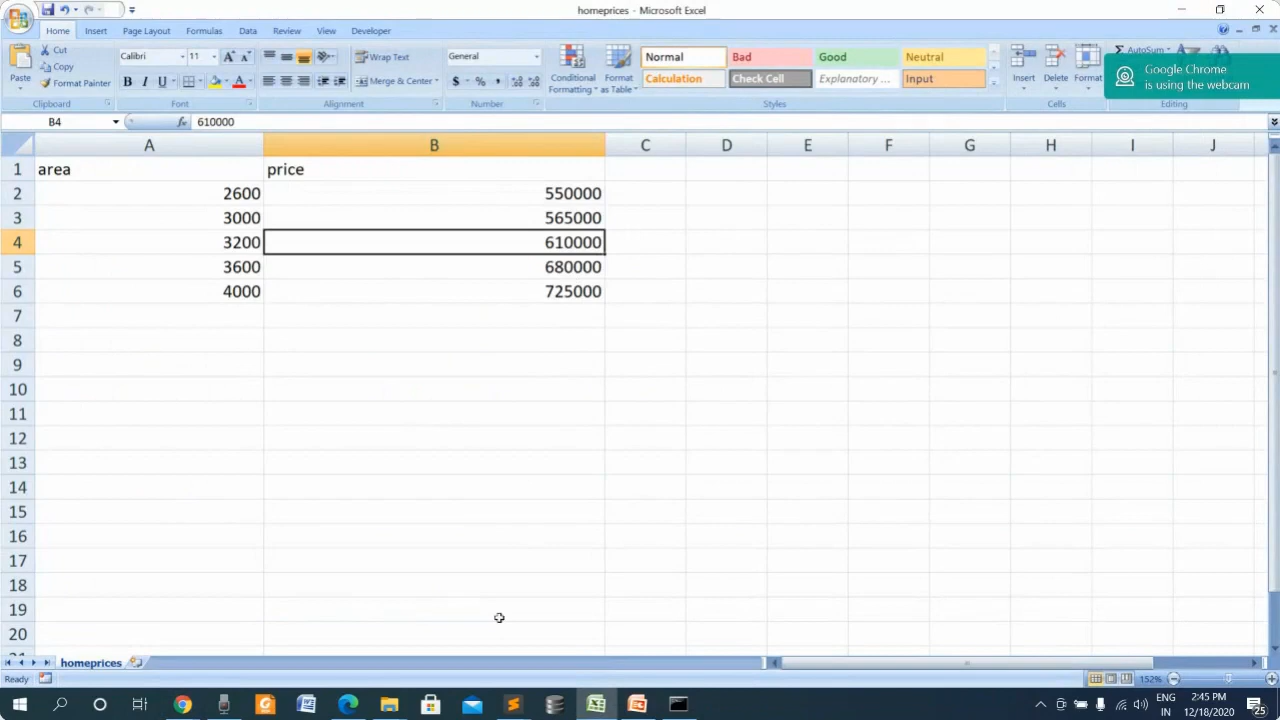 homeprices - Microsoft Excel
Home Insert Page Layout Formulas Data Review View Developer
Paste
Cut
Copy
Format Painter
Clipboard
Calibri 11
B I U
Font
Wrap Text
Merge & Center
Alignment
General
$ % ,
Number
Conditional Formatting
Format as Table
Normal Bad Good Neutral
Calculation Check Cell Explanatory ... Input
Styles
Insert Delete Format
Cells
AutoSum
Editing
Google Chrome
is using the webcam
B4 fx 610000
A B C D E F G H I J
1 area price
2 2600 550000
3 3000 565000
4 3200 610000
5 3600 680000
6 4000 725000
7
8
9
10
11
12
13
14
15
16
17
18
19
20
homeprices
Ready 152%
ENG 2:45 PM
IN 12/18/2020 25